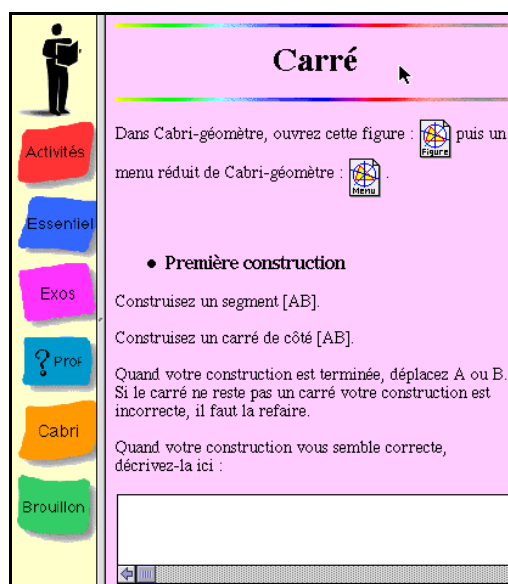 Carré
Dans Cabri-géomètre, ouvrez cette figure : Figure puis un
menu réduit de Cabri-géomètre : Menu .
Activités
Essentiel
Exos
? Prof
Cabri
Brouillon
• Première construction
Construisez un segment [AB].
Construisez un carré de côté [AB].
Quand votre construction est terminée, déplacez A ou B.
Si le carré ne reste pas un carré votre construction est
incorrecte, il faut la refaire.
Quand votre construction vous semble correcte,
décrivez-la ici :